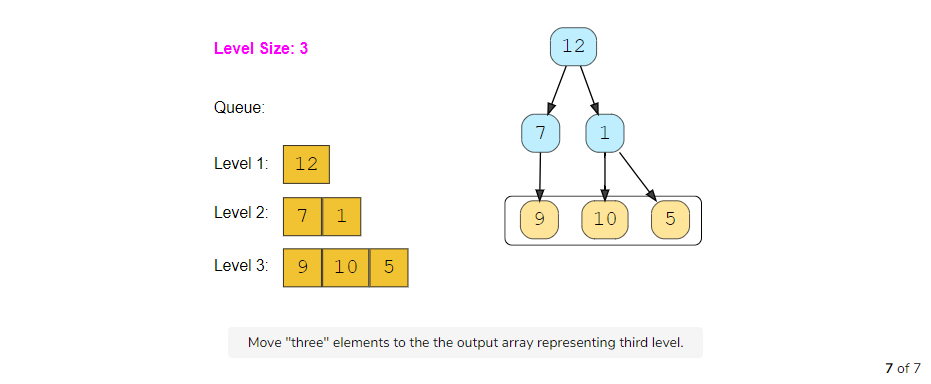 Level Size: 3
Queue:
Level 1: 12
Level 2: 7 1
Level 3: 9 10 5
12
7 1
9 10 5
Move "three" elements to the the output array representing third level.
7 of 7